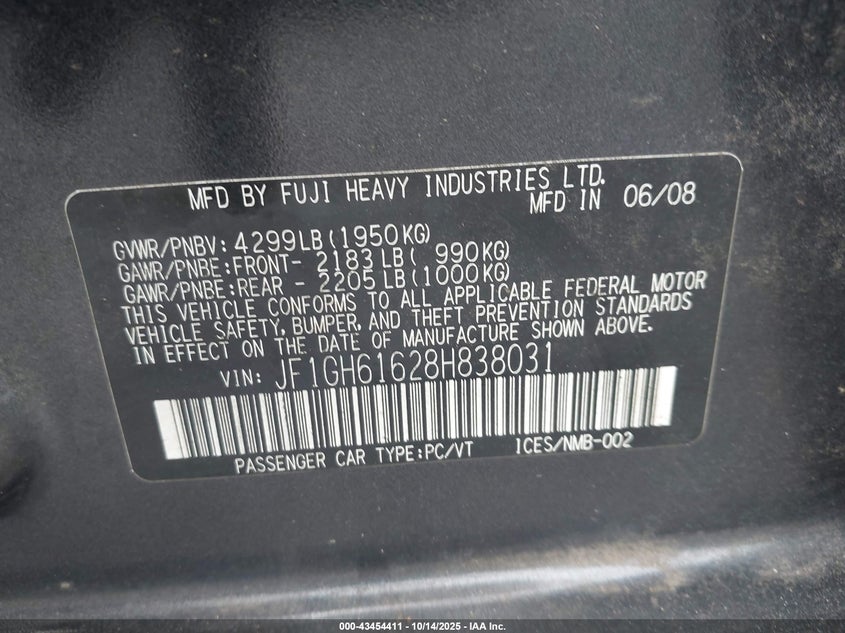 MFD BY FUJI HEAVY INDUSTRIES LTD.
MFD IN 06/08
GVWR/PNBV: 4299LB(1950KG)
GAWR/PNBE:FRONT- 2183LB( 990KG)
GAWR/PNBE:REAR - 2205LB(1000KG)
THIS VEHICLE CONFORMS TO ALL APPLICABLE FEDERAL MOTOR
VEHICLE SAFETY, BUMPER, AND THEFT PREVENTION STANDARDS
IN EFFECT ON THE DATE OF MANUFACTURE SHOWN ABOVE.
VIN: JF1GH61628H838031
PASSENGER CAR TYPE:PC/VT ICES/NMB-002
000-43454411 - 10/14/2025 - IAA Inc.